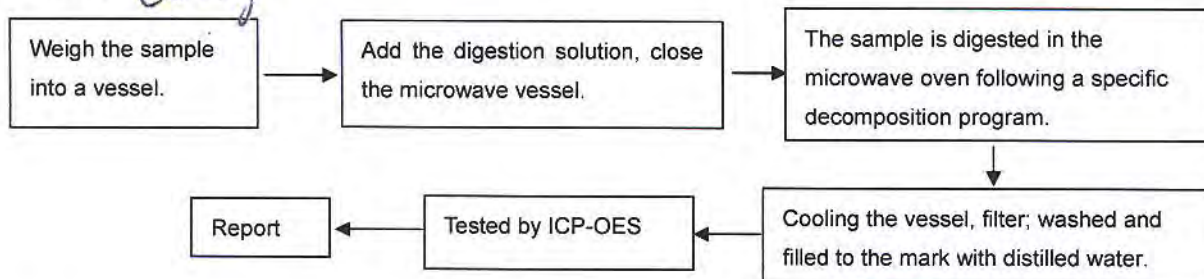 Weigh the sample
into a vessel.
Add the digestion solution, close
the microwave vessel.
The sample is digested in the
microwave oven following a specific
decomposition program.
Cooling the vessel, filter; washed and
filled to the mark with distilled water.
Tested by ICP-OES
Report